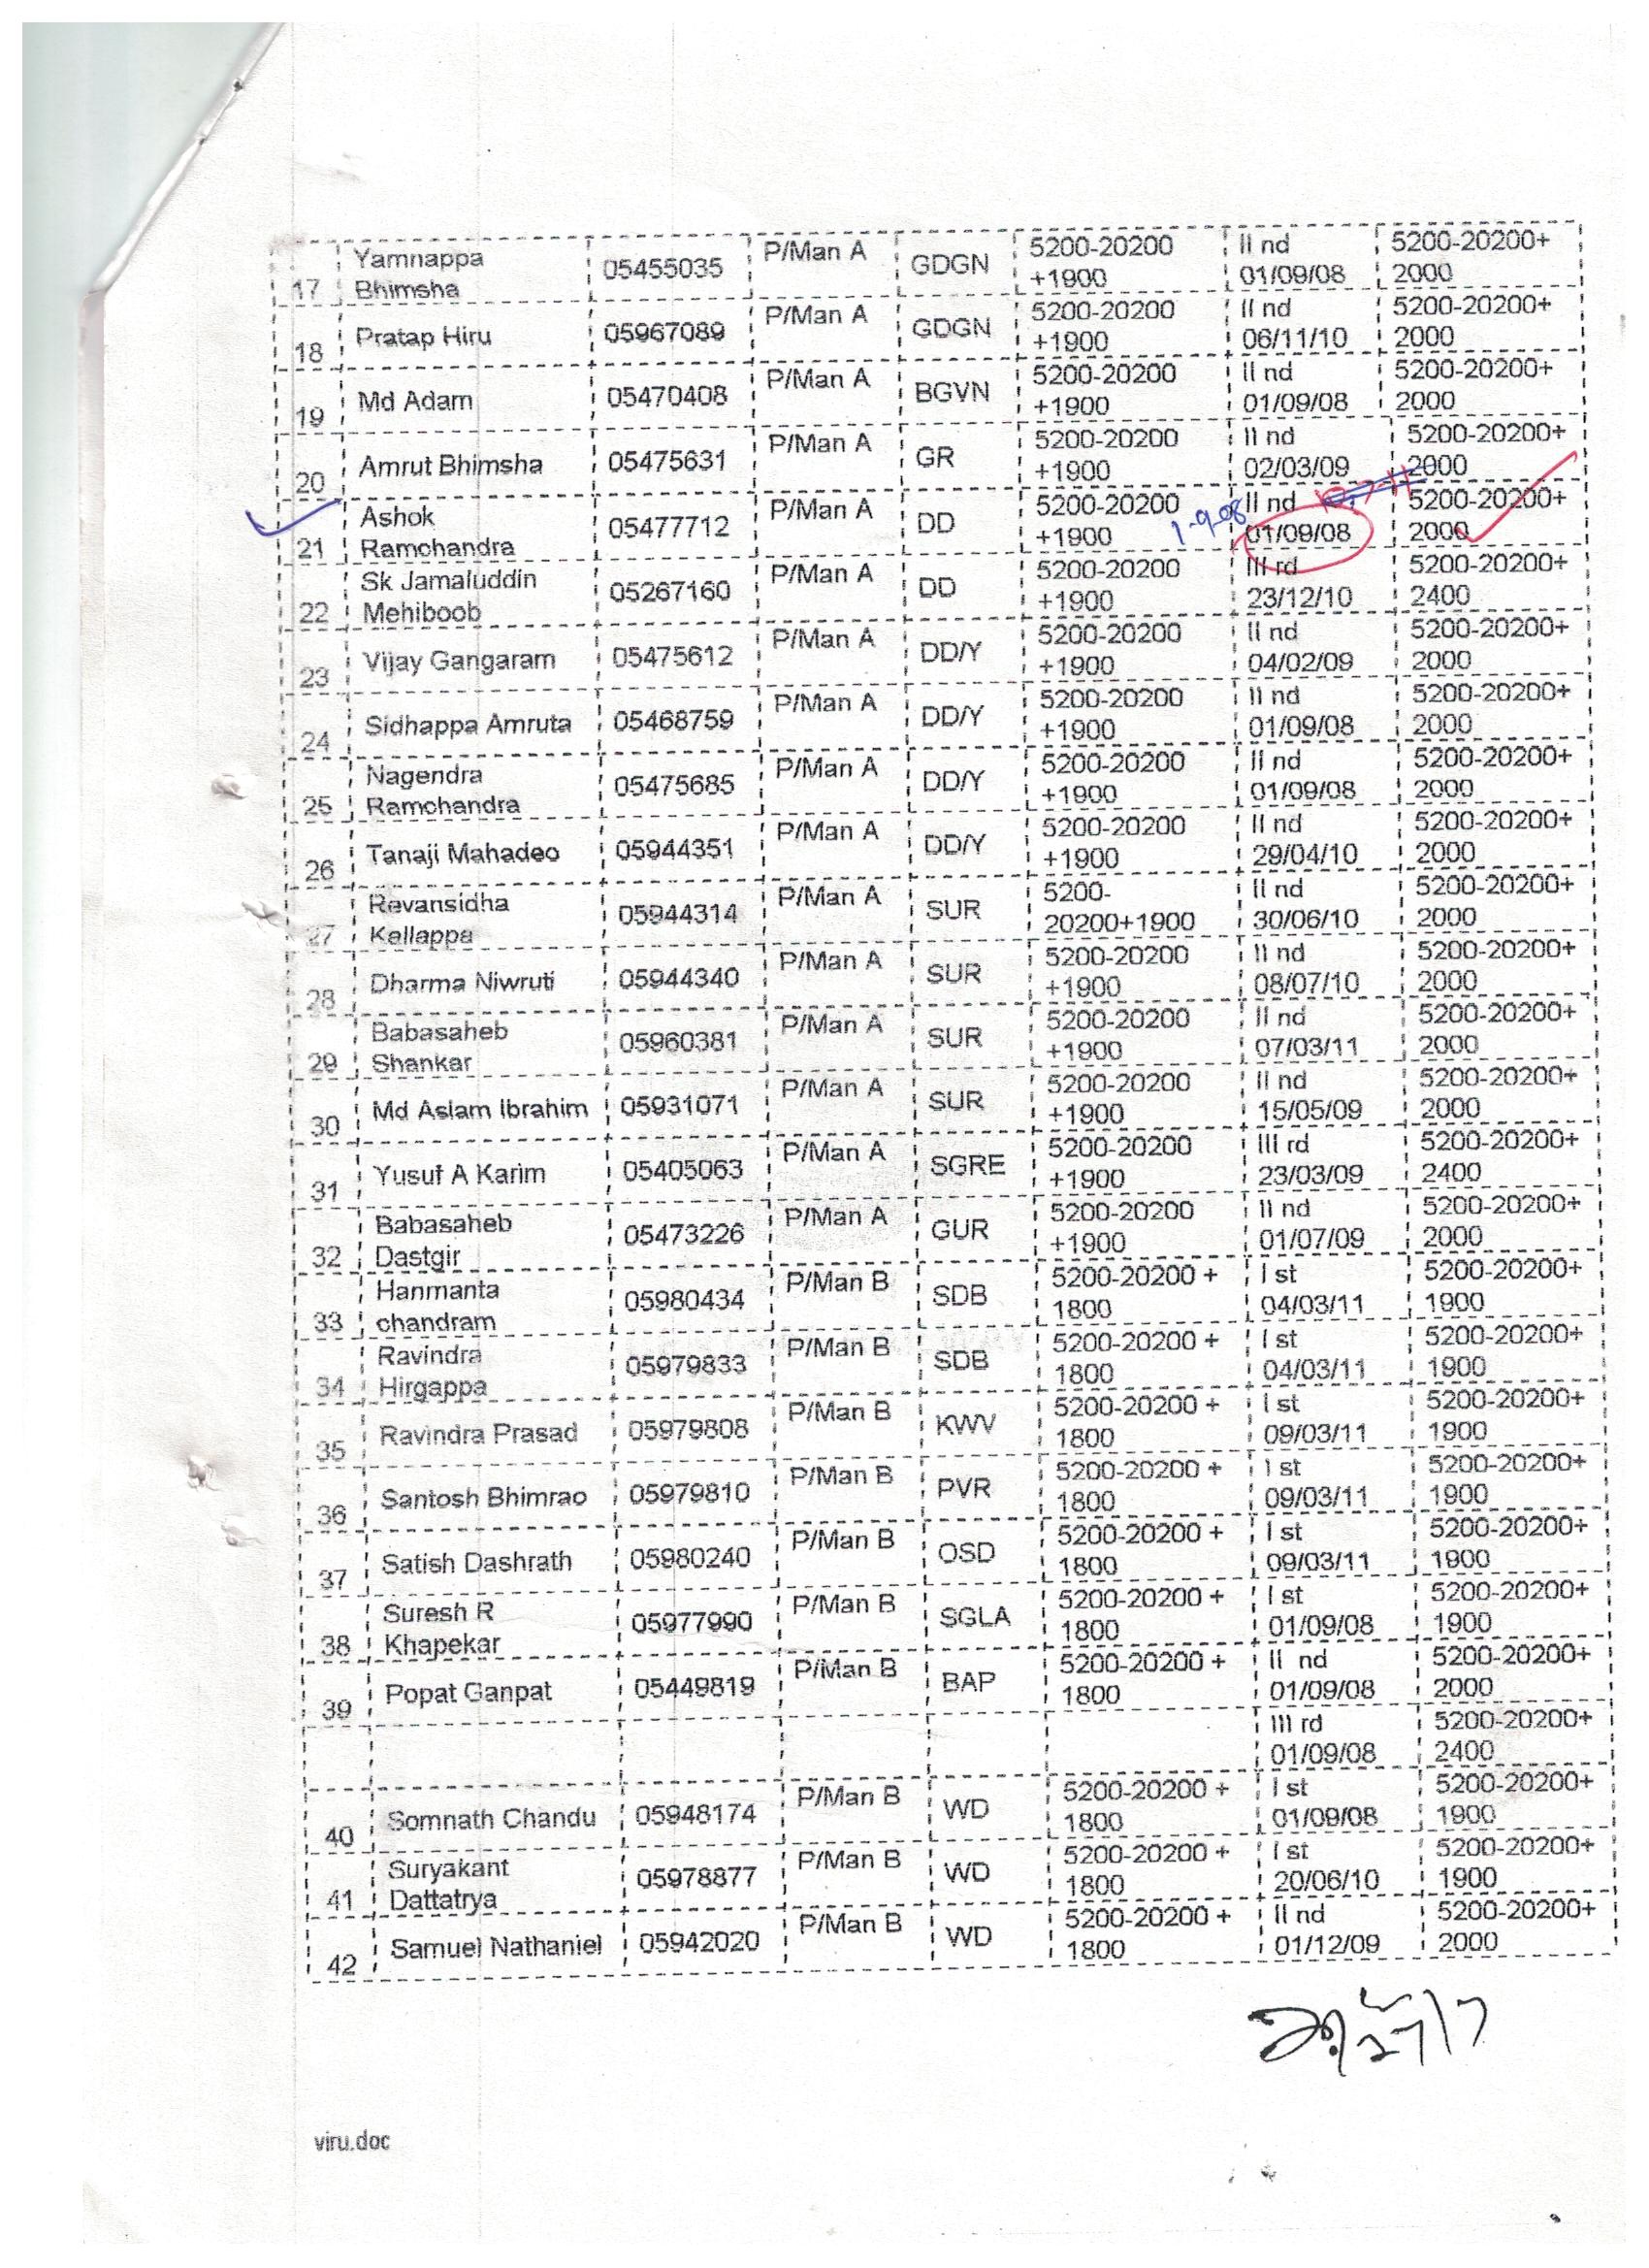 17 Yamnappa Bhimsha 05455035 P/Man A GDGN 5200-20200 +1900 II nd 01/09/08 5200-20200+ 2000
18 Pratap Hiru 05967089 P/Man A GDGN 5200-20200 +1900 II nd 06/11/10 5200-20200+ 2000
19 Md Adam 05470408 P/Man A BGVN 5200-20200 +1900 II nd 01/09/08 5200-20200+ 2000
20 Amrut Bhimsha 05475631 P/Man A GR 5200-20200 +1900 II nd 02/03/09 5200-20200+ 2000
21 Ashok Ramchandra 05477712 P/Man A DD 5200-20200 +1900 1-9-08 II nd 01/09/08 5200-20200+ 2000
22 Sk Jamaluddin Mehiboob 05267160 P/Man A DD 5200-20200 +1900 III rd 23/12/10 5200-20200+ 2400
23 Vijay Gangaram 05475612 P/Man A DD/Y 5200-20200 +1900 II nd 04/02/09 5200-20200+ 2000
24 Sidhappa Amruta 05468759 P/Man A DD/Y 5200-20200 +1900 II nd 01/09/08 5200-20200+ 2000
25 Nagendra Ramchandra 05475685 P/Man A DD/Y 5200-20200 +1900 II nd 01/09/08 5200-20200+ 2000
26 Tanaji Mahadeo 05944351 P/Man A DD/Y 5200-20200 +1900 II nd 29/04/10 5200-20200+ 2000
27 Revansidha Kallappa 05944314 P/Man A SUR 5200- 20200+1900 II nd 30/06/10 5200-20200+ 2000
28 Dharma Niwruti 05944340 P/Man A SUR 5200-20200 +1900 II nd 08/07/10 5200-20200+ 2000
29 Babasaheb Shankar 05960381 P/Man A SUR 5200-20200 +1900 II nd 07/03/11 5200-20200+ 2000
30 Md Aslam Ibrahim 05931071 P/Man A SUR 5200-20200 +1900 II nd 15/05/09 5200-20200+ 2000
31 Yusuf A Karim 05405063 P/Man A SGRE 5200-20200 +1900 III rd 23/03/09 5200-20200+ 2400
32 Babasaheb Dastgir 05473226 P/Man A GUR 5200-20200 +1900 II nd 01/07/09 5200-20200+ 2000
33 Hanmanta chandram 05980434 P/Man B SDB 5200-20200 + 1800 I st 04/03/11 5200-20200+ 1900
34 Ravindra Hirgappa 05979833 P/Man B SDB 5200-20200 + 1800 I st 04/03/11 5200-20200+ 1900
35 Ravindra Prasad 05979808 P/Man B KWV 5200-20200 + 1800 I st 09/03/11 5200-20200+ 1900
36 Santosh Bhimrao 05979810 P/Man B PVR 5200-20200 + 1800 I st 09/03/11 5200-20200+ 1900
37 Satish Dashrath 05980240 P/Man B OSD 5200-20200 + 1800 I st 09/03/11 5200-20200+ 1900
38 Suresh R Khapekar 05977990 P/Man B SGLA 5200-20200 + 1800 I st 01/09/08 5200-20200+ 1900
39 Popat Ganpat 05449819 P/Man B BAP 5200-20200 + 1800 II nd 01/09/08 5200-20200+ 2000
III rd 01/09/08 5200-20200+ 2400
40 Somnath Chandu 05948174 P/Man B WD 5200-20200 + 1800 I st 01/09/08 5200-20200+ 1900
41 Suryakant Dattatrya 05978877 P/Man B WD 5200-20200 + 1800 I st 20/06/10 5200-20200+ 1900
42 Samuel Nathaniel 05942020 P/Man B WD 5200-20200 + 1800 II nd 01/12/09 5200-20200+ 2000
viru.doc